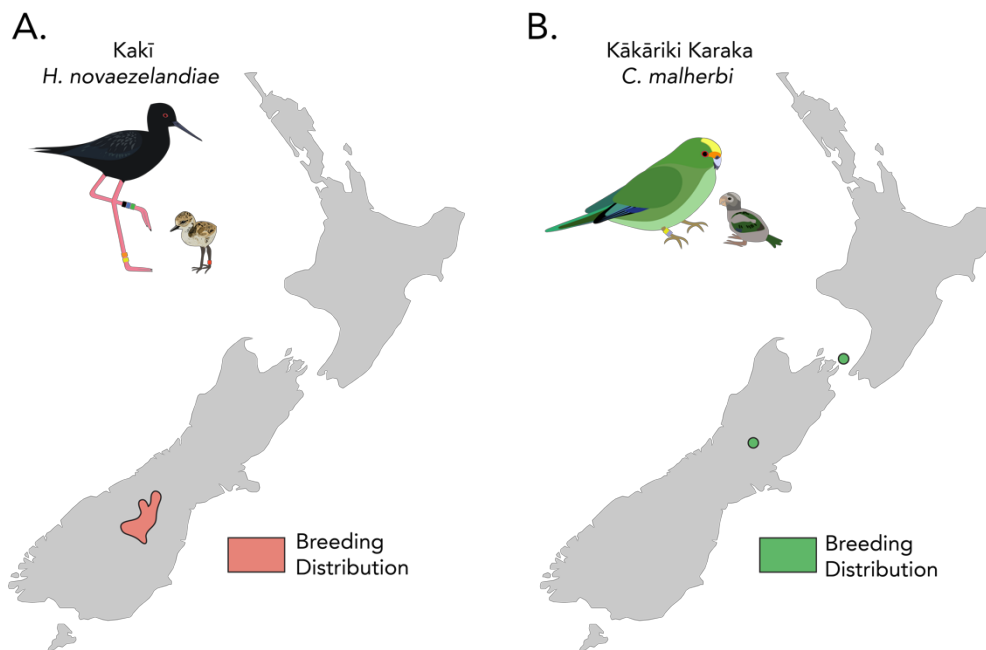 A.
Kakī
H. novaezelandiae
Breeding
Distribution
B.
Kākāriki Karaka
C. malherbi
Breeding
Distribution